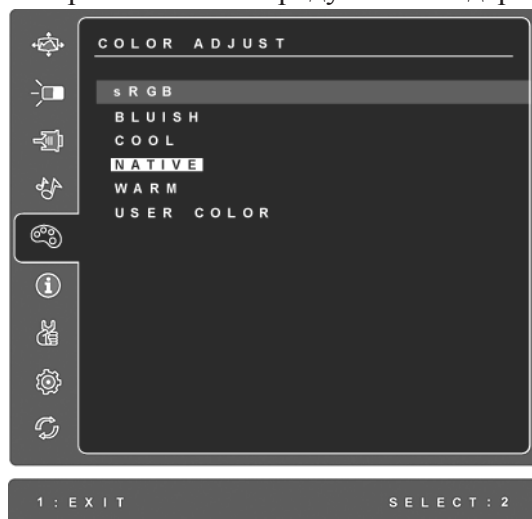 COLOR ADJUST
sRGB
BLUISH
COOL
NATIVE
WARM
USER COLOR
1:EXIT SELECT:2